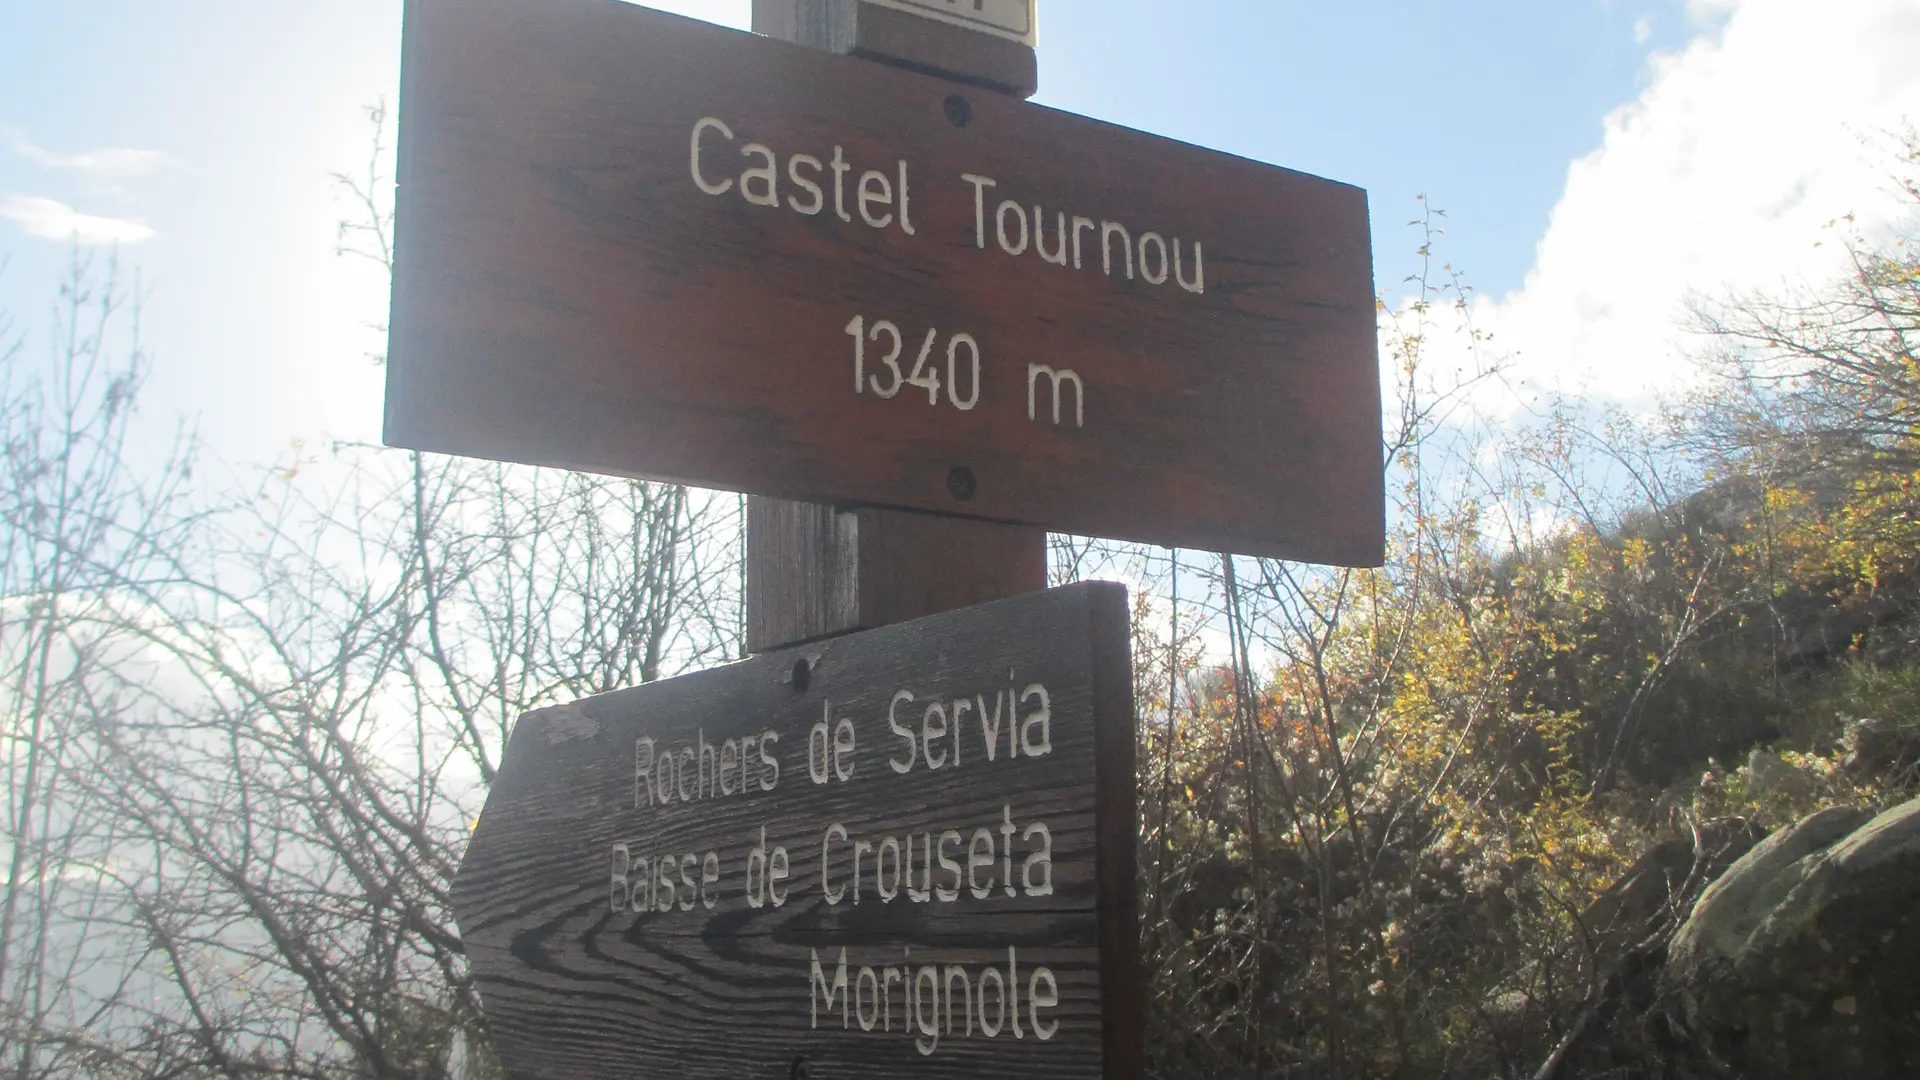 Castel Tournou
1340 m
Rochers de Servia
Baisse de Crouseta
Morignole